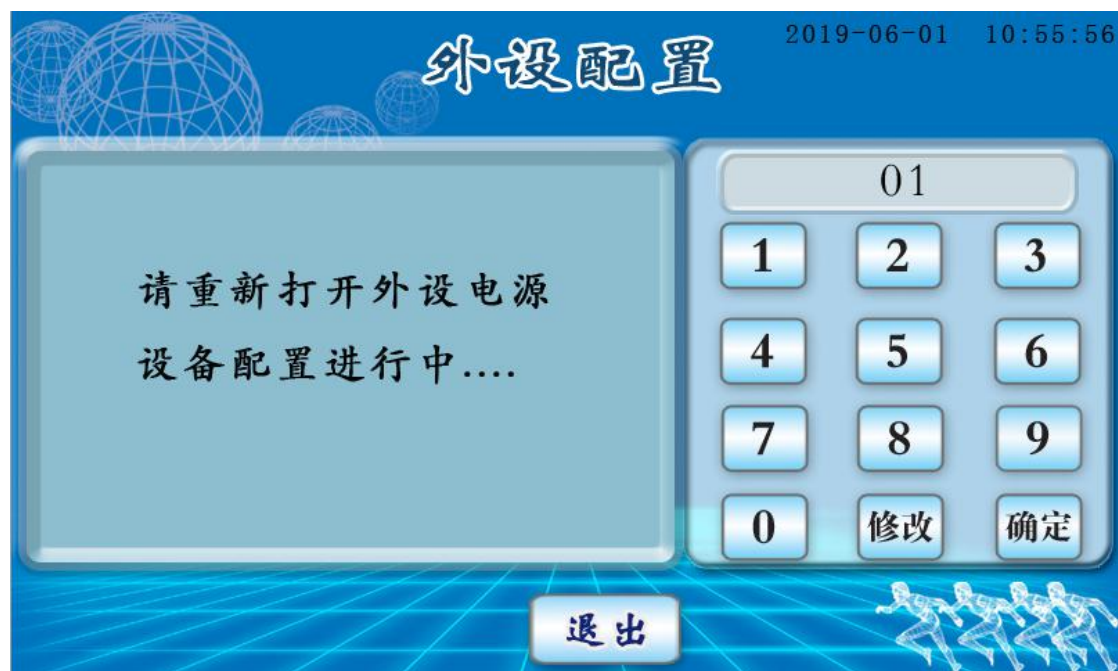 外设配置
2019-06-01 10:55:56
请重新打开外设电源
设备配置进行中....
01
1 2 3
4 5 6
7 8 9
0 修改 确定
退出